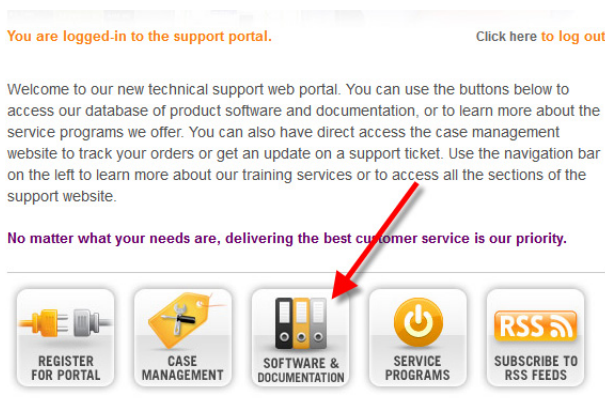 You are logged-in to the support portal.
Click here to log out
Welcome to our new technical support web portal. You can use the buttons below to
access our database of product software and documentation, or to learn more about the
service programs we offer. You can also have direct access the case management
website to track your orders or get an update on a support ticket. Use the navigation bar
on the left to learn more about our training services or to access all the sections of the
support website.
No matter what your needs are, delivering the best customer service is our priority.
REGISTER
FOR PORTAL
CASE
MANAGEMENT
SOFTWARE &
DOCUMENTATION
SERVICE
PROGRAMS
RSS
SUBSCRIBE TO
RSS FEEDS